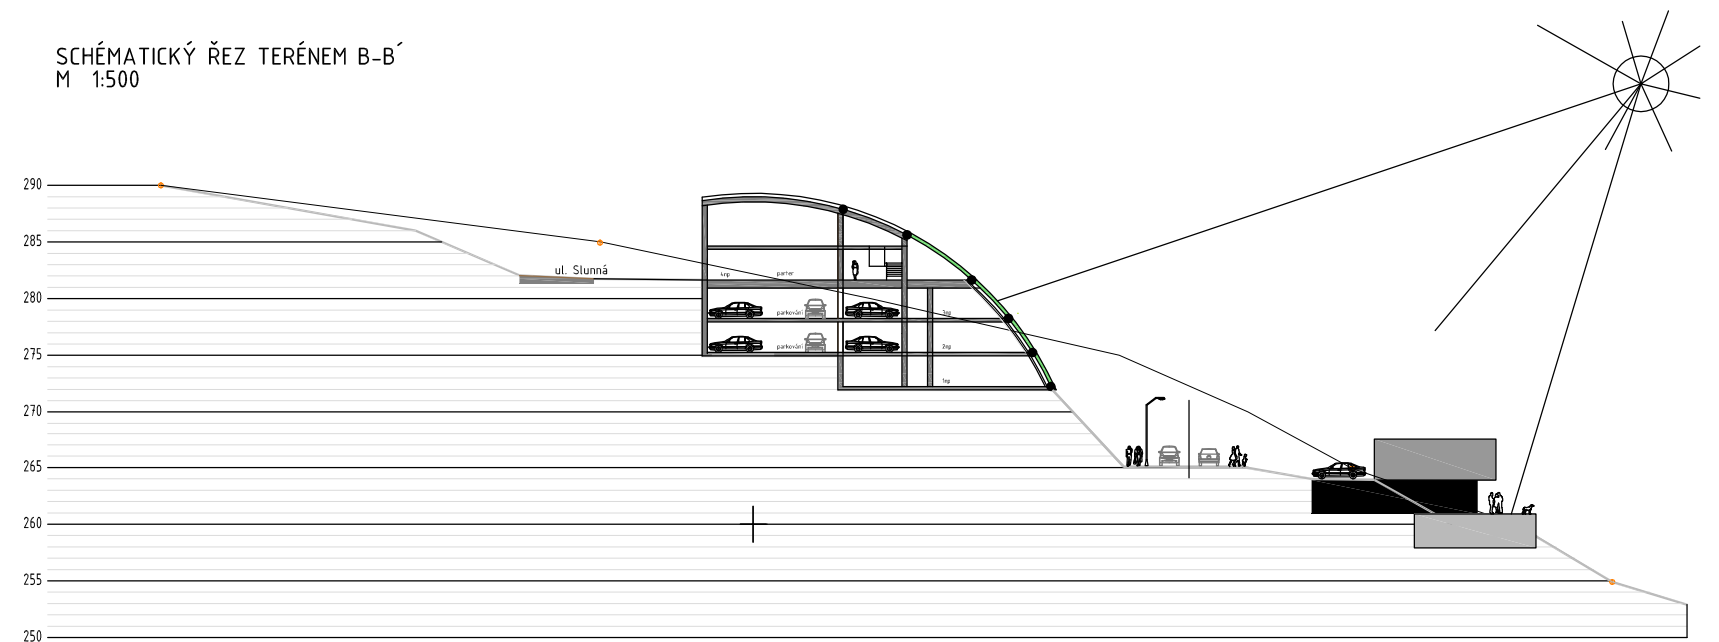 SCHÉMATICKÝ ŘEZ TERÉNEM B-B´
M 1:500
290
285
ul. Slunná
4np parter
280
parkování 3np
parkování 2np
275
1np
270
265
260
255
250